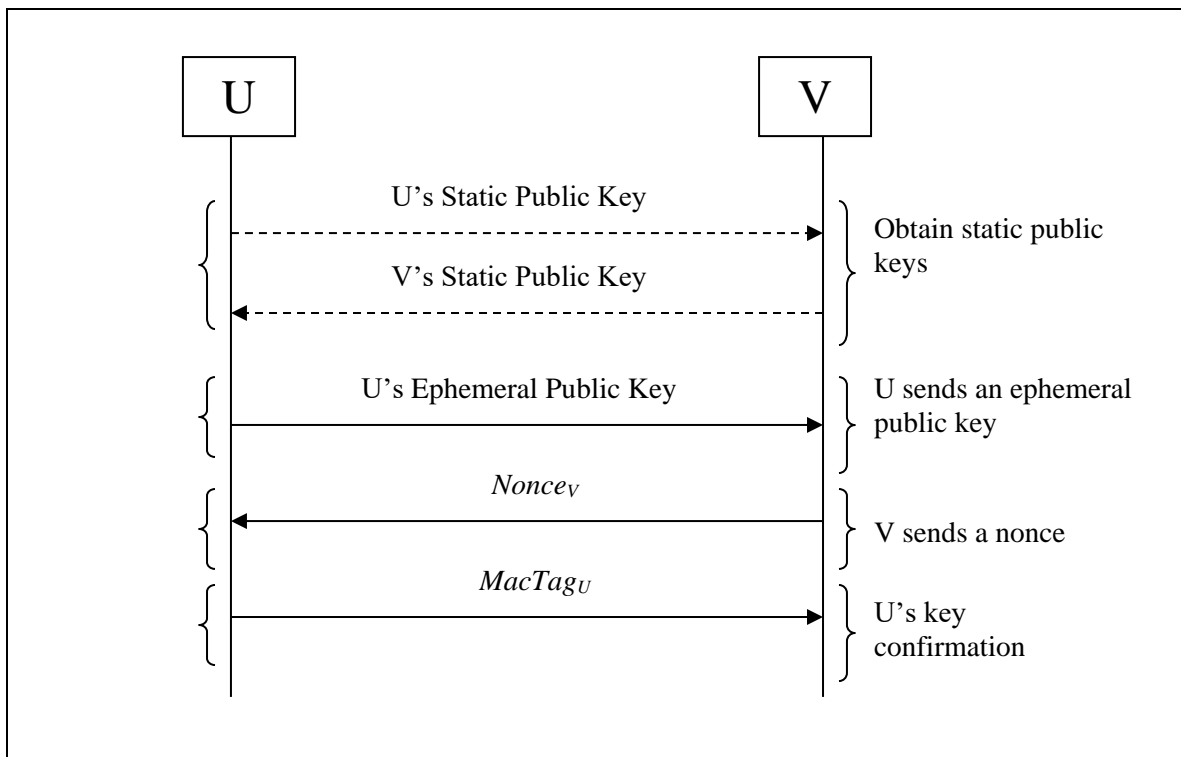 U
V
U’s Static Public Key
Obtain static public
keys
V’s Static Public Key
U’s Ephemeral Public Key
U sends an ephemeral
public key
NonceV
V sends a nonce
MacTagU
U’s key
confirmation